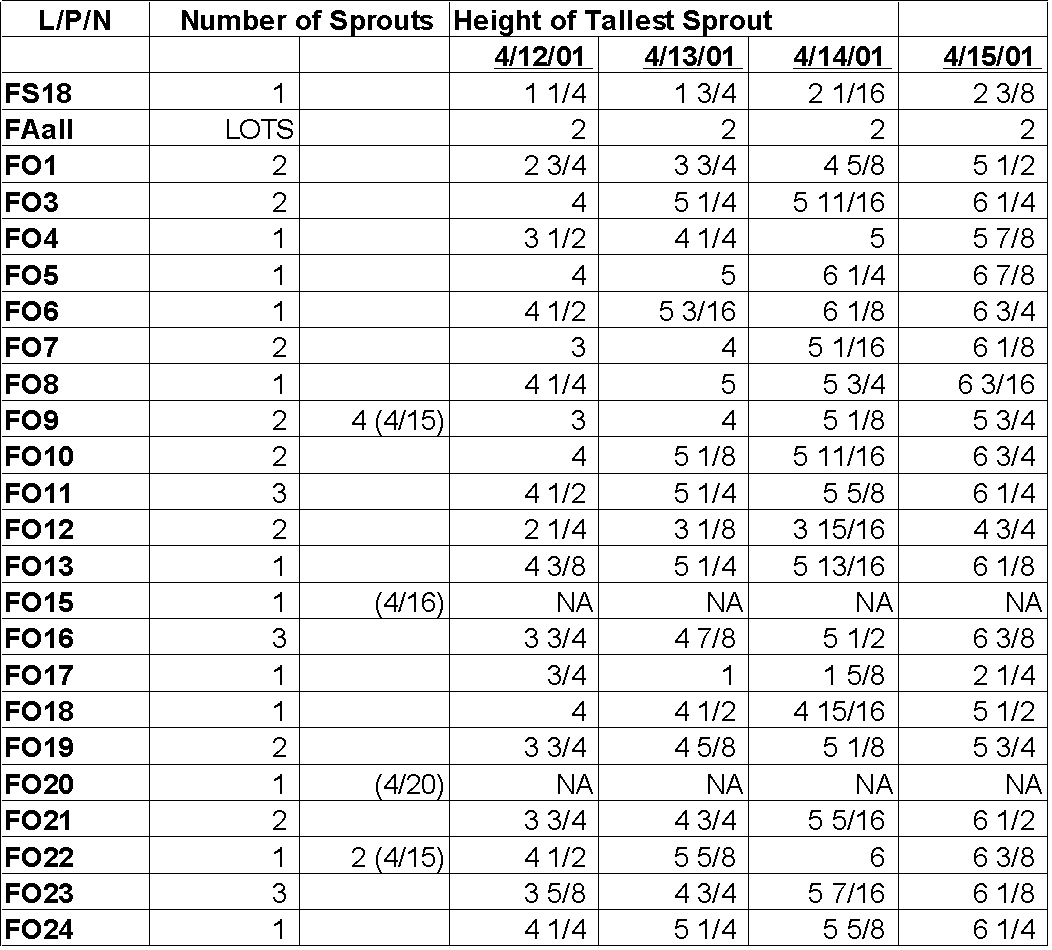 L/P/N Number of Sprouts Height of Tallest Sprout
4/12/01 4/13/01 4/14/01 4/15/01
FS18 1 1 1/4 1 3/4 2 1/16 2 3/8
FAall LOTS 2 2 2 2
FO1 2 2 3/4 3 3/4 4 5/8 5 1/2
FO3 2 4 5 1/4 5 11/16 6 1/4
FO4 1 3 1/2 4 1/4 5 5 7/8
FO5 1 4 5 6 1/4 6 7/8
FO6 1 4 1/2 5 3/16 6 1/8 6 3/4
FO7 2 3 4 5 1/16 6 1/8
FO8 1 4 1/4 5 5 3/4 6 3/16
FO9 2 4 (4/15) 3 4 5 1/8 5 3/4
FO10 2 4 5 1/8 5 11/16 6 3/4
FO11 3 4 1/2 5 1/4 5 5/8 6 1/4
FO12 2 2 1/4 3 1/8 3 15/16 4 3/4
FO13 1 4 3/8 5 1/4 5 13/16 6 1/8
FO15 1 (4/16) NA NA NA NA
FO16 3 3 3/4 4 7/8 5 1/2 6 3/8
FO17 1 3/4 1 1 5/8 2 1/4
FO18 1 4 4 1/2 4 15/16 5 1/2
FO19 2 3 3/4 4 5/8 5 1/8 5 3/4
FO20 1 (4/20) NA NA NA NA
FO21 2 3 3/4 4 3/4 5 5/16 6 1/2
FO22 1 2 (4/15) 4 1/2 5 5/8 6 6 3/8
FO23 3 3 5/8 4 3/4 5 7/16 6 1/8
FO24 1 4 1/4 5 1/4 5 5/8 6 1/4